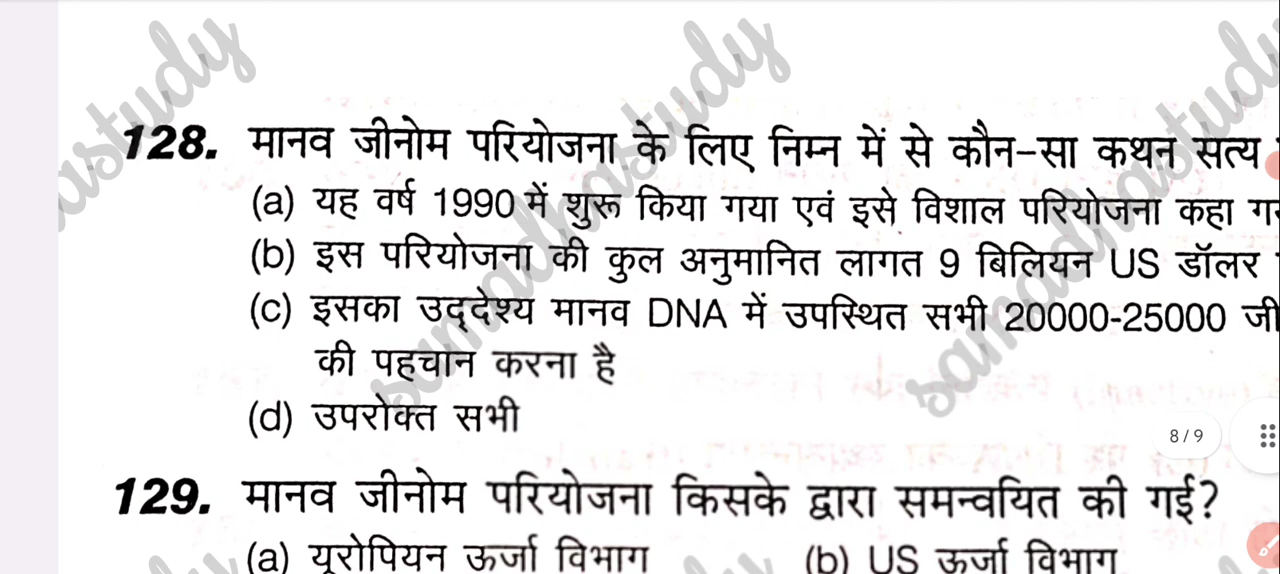 128. मानव जीनोम परियोजना के लिए निम्न में से कौन-सा कथन सत्य
(a) यह वर्ष 1990 में शुरू किया गया एवं इसे विशाल परियोजना कहा
(b) इस परियोजना की कुल अनुमानित लागत 9 बिलियन US डॉलर
(c) इसका उद्देश्य मानव DNA में उपस्थित सभी 20000-25000
की पहचान करना है
(d) उपरोक्त सभी
8/9
129. मानव जीनोम परियोजना किसके द्वारा समन्वयित की गई?
(a) यूरोपियन ऊर्जा विभाग (b) US ऊर्जा विभाग
samadhastudy